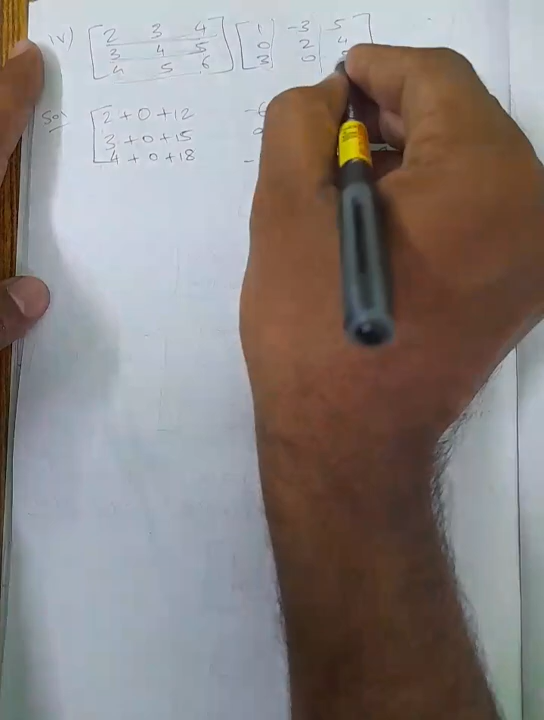 iv) [2 3 4] [1 -3 5]
3 4 5 0 2 4
4 5 6 3 0
Sol [2+0+12 -6
3+0+15
4+0+18 -